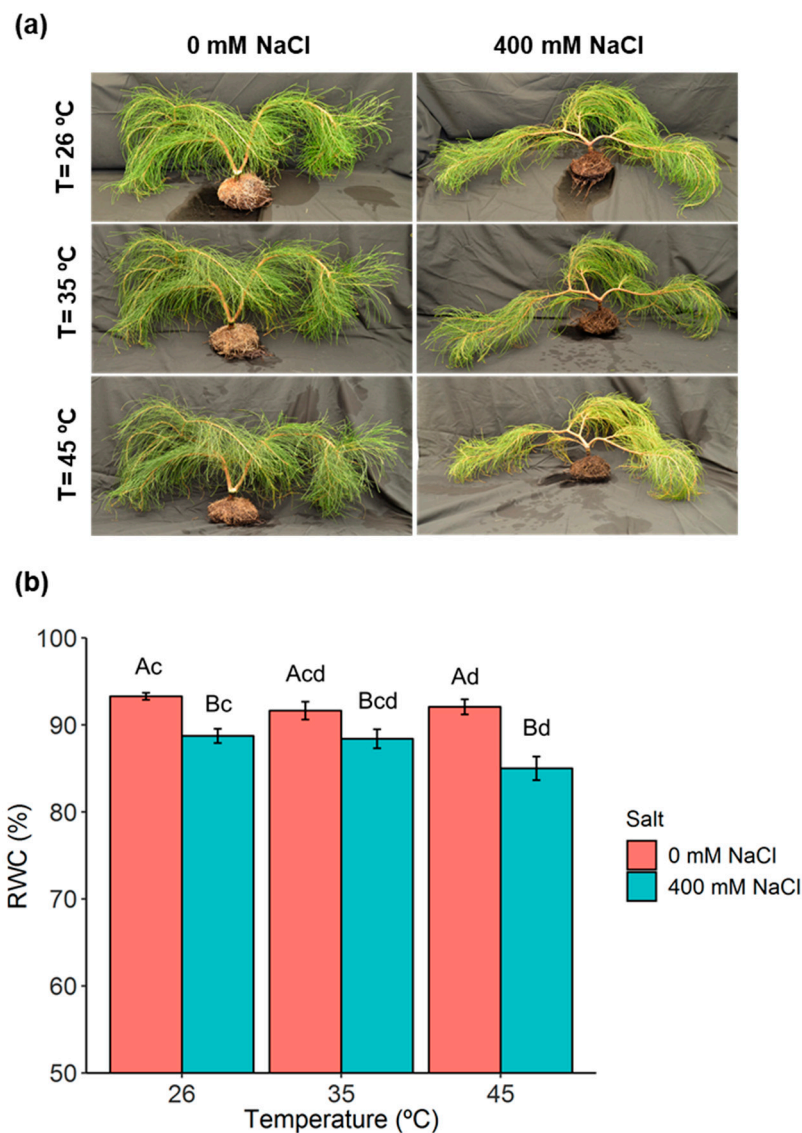 (a)
0 mM NaCl
400 mM NaCl
T= 26 ºC
T= 35 ºC
T= 45 ºC
(b)
100
90
80
70
60
50
RWC (%)
Ac
Bc
Acd
Bcd
Ad
Bd
26
35
45
Temperature (ºC)
Salt
0 mM NaCl
400 mM NaCl